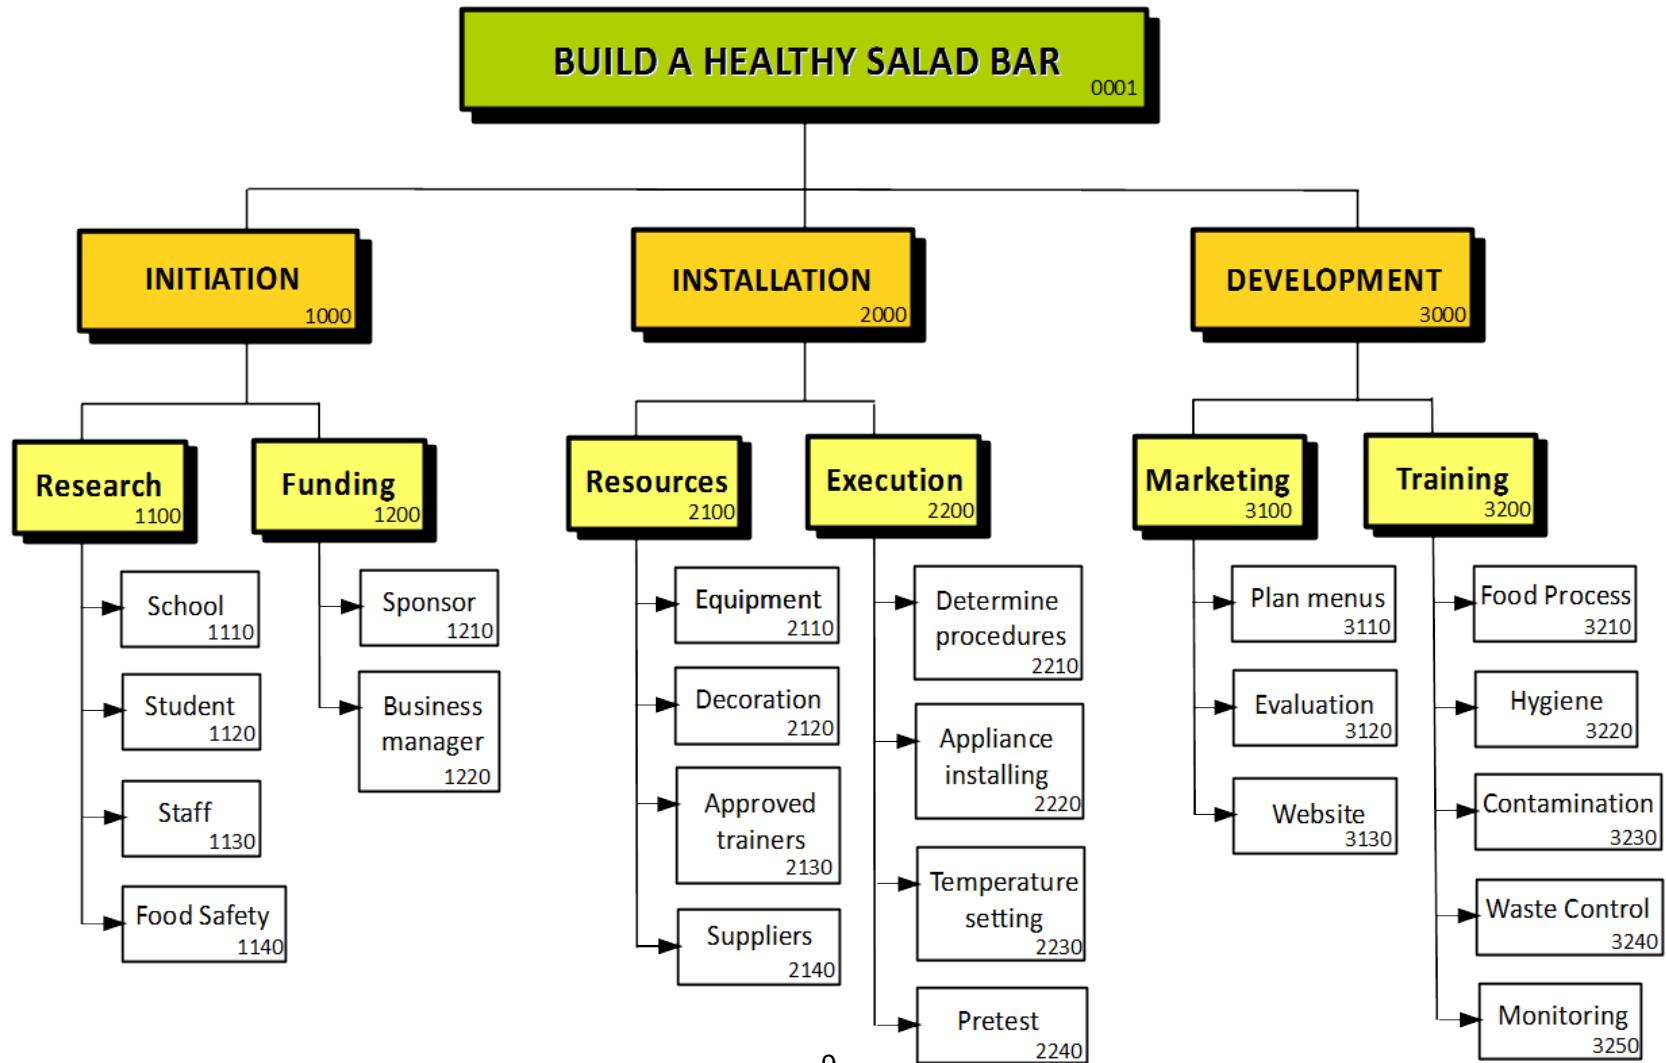 BUILD A HEALTHY SALAD BAR
0001
INITIATION
1000
INSTALLATION
2000
DEVELOPMENT
3000
Research
1100
School
1110
Student
1120
Staff
1130
Food Safety
1140
Funding
1200
Sponsor
1210
Business
manager
1220
Resources
2100
Equipment
2110
Decoration
2120
Approved
trainers
2130
Suppliers
2140
Execution
2200
Determine
procedures
2210
Appliance
installing
2220
Temperature
setting
2230
Pretest
2240
Marketing
3100
Plan menus
3110
Evaluation
3120
Website
3130
Training
3200
Food Process
3210
Hygiene
3220
Contamination
3230
Waste Control
3240
Monitoring
3250